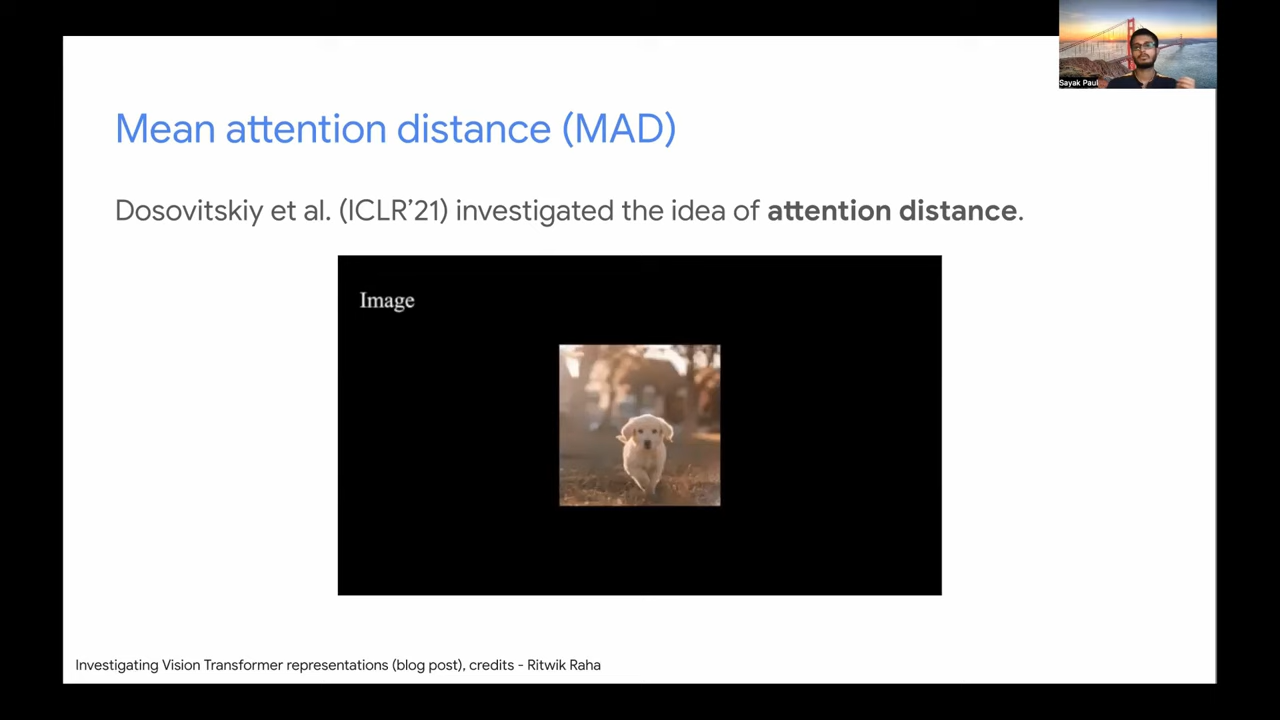 Sayak Paul
Mean attention distance (MAD)
Dosovitskiy et al. (ICLR’21) investigated the idea of attention distance.
Image
Investigating Vision Transformer representations (blog post), credits - Ritwik Raha